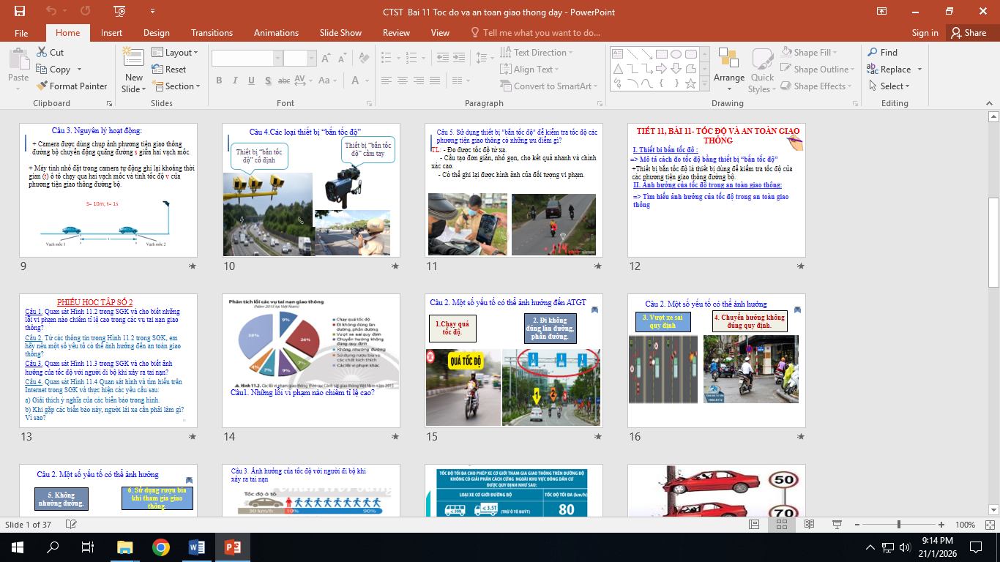 CTST Bai 11 Toc do va an toan giao thong dạy - PowerPoint
File Home Insert Design Transitions Animations Slide Show Review View Tell me what you want to do... Sign in Share
Paste
Cut
Copy
Format Painter
Clipboard
New Slide
Layout
Reset
Section
Slides
Font
Paragraph
Text Direction
Align Text
Convert to SmartArt
Arrange
Quick Styles
Shape Fill
Shape Outline
Shape Effects
Drawing
Find
Replace
Select
Editing
Câu 3. Nguyên lý hoạt động:
+ Camera được dùng chụp ảnh phương tiện giao thông
đường bộ chuyển động quãng đường s giữa hai vạch mốc.
+ Máy tính nhỏ đặt trong camera tự động ghi lại khoảng thời
gian (t) ô tô chạy qua hai vạch mốc và tính tốc độ v của
phương tiện giao thông đường bộ.
S= 10m, t= 1s
Vạch mốc 1
Vạch mốc 2
9
Câu 4.Các loại thiết bị “bắn tốc độ”
Thiết bị “bắn tốc
độ” cố định
Thiết bị “bắn tốc
độ” cầm tay
10
Câu 5. Sử dụng thiết bị "bắn tốc độ" để kiểm tra tốc độ các
phương tiện giao thông có những ưu điểm gì?
TL: - Đo được tốc độ từ xa.
- Cấu tạo đơn giản, nhỏ gọn, cho kết quả nhanh và chính
xác cao.
- Có thể ghi lại được hình ảnh của đối tượng vi phạm.
11
TIẾT 11, BÀI 11- TỐC ĐỘ VÀ AN TOÀN GIAO
THÔNG
I. Thiết bị bắn tốc độ :
=> Mô tả cách đo tốc độ bằng thiết bị “bắn tốc độ”
+Thiết bị bắn tốc độ là thiết bị dùng để kiểm tra tốc độ của
các phương tiện giao thông đường bộ.
II. Ảnh hưởng của tốc độ trong an toàn giao thông:
=> Tìm hiểu ảnh hưởng của tốc độ trong an toàn giao
thông
12
PHIẾU HỌC TẬP SỐ 2
Câu 1. Quan sát Hình 11.2 trong SGK và cho biết những
lỗi vi phạm nào chiếm tỉ lệ cao trong các vụ tai nạn giao
thông?
Câu 2. Từ các thông tin trong Hình 11.2 trong SGK, em
hãy nêu một số yếu tố có thể ảnh hưởng đến an toàn giao
thông?
Câu 3. Quan sát Hình 11.3 trong SGK và cho biết ảnh
hưởng của tốc độ với người đi bộ khi xảy ra tai nạn?
Câu 4. Quan sát Hình 11.4 Quan sát hình và tìm hiểu trên
Internet trong SGK và thực hiện các yêu cầu sau:
a) Giải thích ý nghĩa của các biển báo trong hình.
b) Khi gặp các biển báo này, người lái xe cần phải làm gì?
Vì sao?
13
Phân tích lỗi các vụ tai nạn giao thông
(Năm 2015 tại Việt Nam)
9%
26%
7%
9%
7%
4%
38%
Chạy quá tốc độ
Đi không đúng làn
đường, phần đường
Vượt xe sai quy định
Chuyển hướng không
đúng quy định
Không nhường đường
Sử dụng rượu bia và
các chất kích thích
Các lỗi vi phạm khác
Hình 11.2. Các lỗi vi phạm giao thông theo cục Cảnh sát giao thông Việt Nam năm 2015
Câu1. Những lỗi vi phạm nào chiếm tỉ lệ cao?
14
Câu 2. Một số yếu tố có thể ảnh hưởng đến ATGT
1.Chạy quá
tốc độ.
2. Đi không
đúng làn đường,
phần đường.
QUÁ TỐC ĐỘ
15
Câu 2. Một số yếu tố có thể ảnh hưởng
3. Vượt xe sai
quy định
4. Chuyển hướng không
đúng quy định.
16
Câu 2. Một số yếu tố có thể ảnh hưởng
5. Không
nhường đường.
6. Sử dụng rượu bia
khi tham gia giao
thông.
Câu 3. Ảnh hưởng của tốc độ với người đi bộ khi
xảy ra tai nạn
Tốc độ ô tô
30 km/h
10%
90%
TỐC ĐỘ TỐI ĐA CHO PHÉP XE CƠ GIỚI THAM GIA GIAO THÔNG TRÊN ĐƯỜNG BỘ
KHÔNG CÓ GIẢI PHÂN CÁCH CỨNG NGOÀI KHU VỰC ĐÔNG DÂN CƯ
ĐƯỢC QUY ĐỊNH NHƯ SAU:
LOẠI XE CƠ GIỚI ĐƯỜNG BỘ
TỐC ĐỘ TỐI ĐA (km/h)
< 3.5T
(TRỪ Ô TÔ BUÝT)
80
50
70
Slide 1 of 37
100%
9:14 PM
21/1/2026